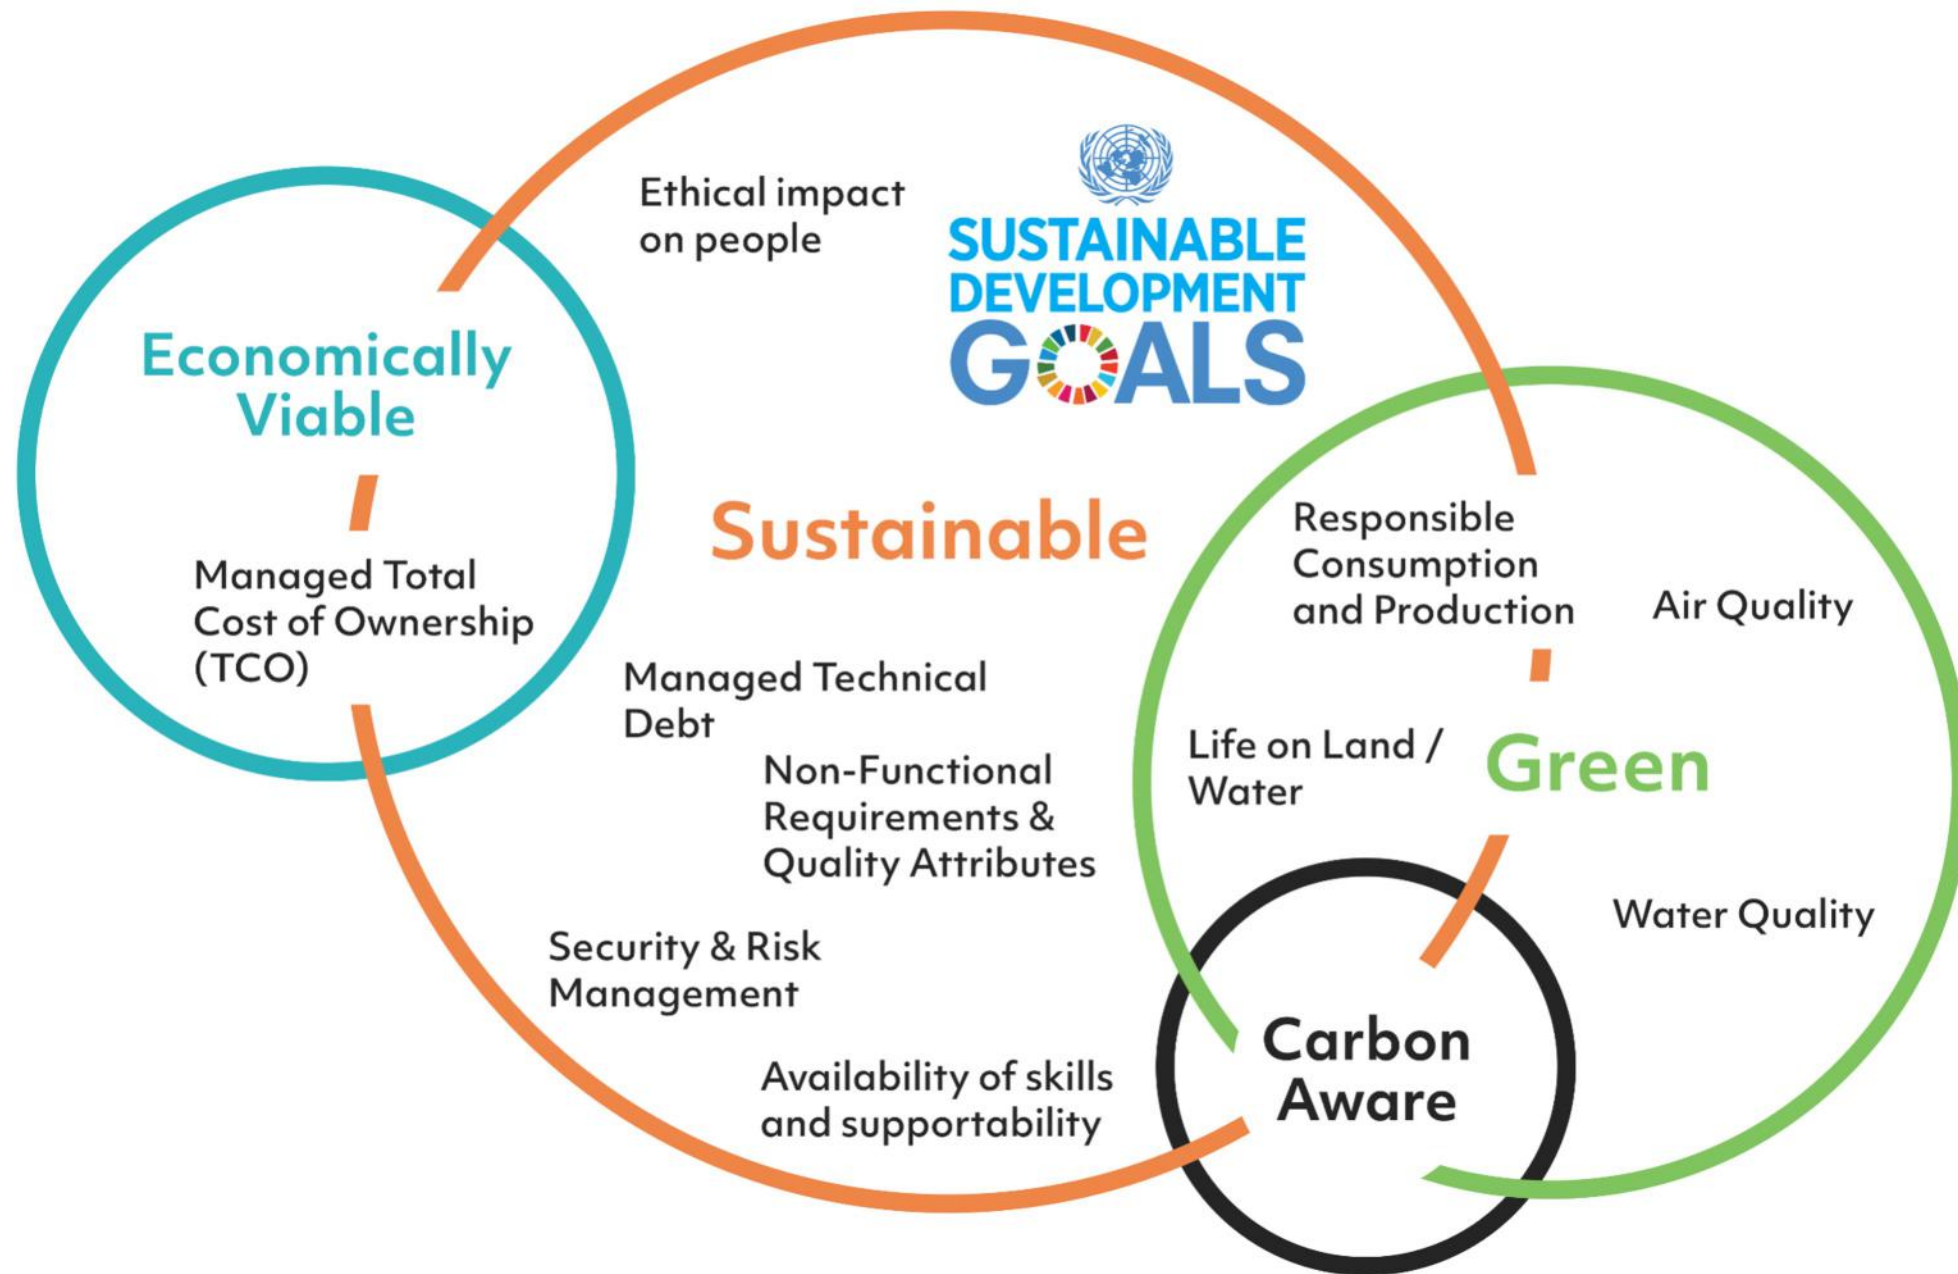 Ethical impact
on people
SUSTAINABLE
DEVELOPMENT
GOALS
Economically
Viable
Managed Total
Cost of Ownership
(TCO)
Sustainable
Responsible
Consumption
and Production
Air Quality
Managed Technical
Debt
Life on Land /
Water
Green
Non-Functional
Requirements &
Quality Attributes
Water Quality
Security & Risk
Management
Carbon
Aware
Availability of skills
and supportability